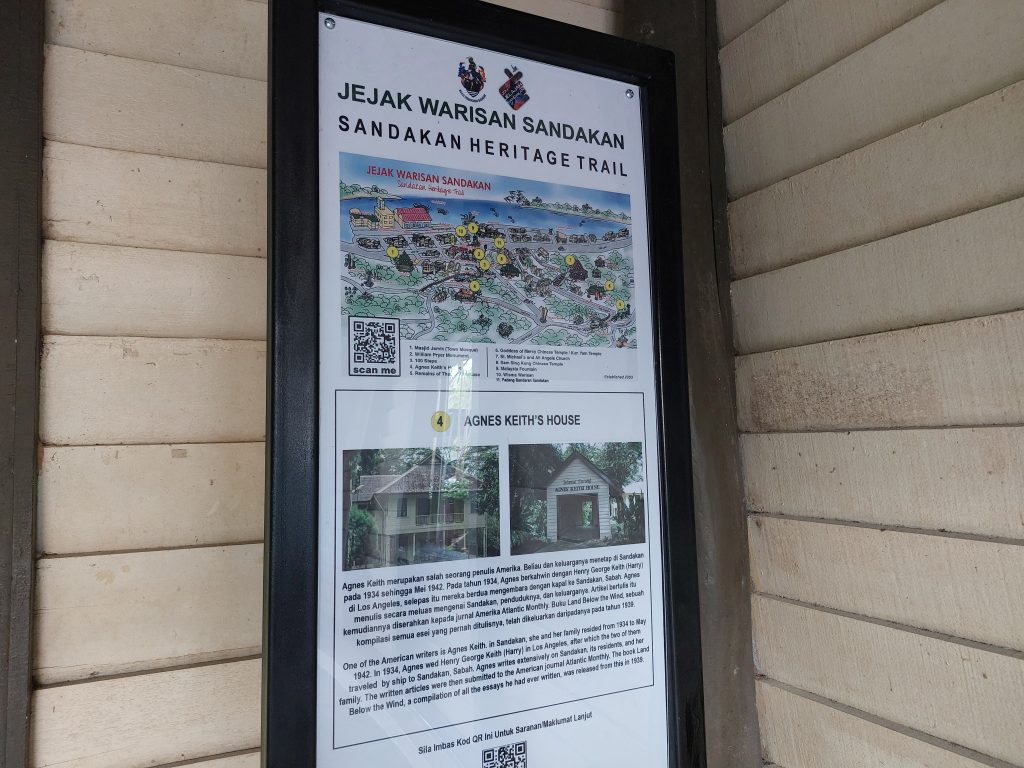 JEJAK WARISAN SANDAKAN
SANDAKAN HERITAGE TRAIL
JEJAK WARISAN SANDAKAN
Sandakan Heritage Trail
scan me
1. Masjid Jamis (Town Mosque)
2. William Pryer Monument
3. 100 Steps
4. Agnes Keith's
5. Remains of
6. Goddess of Mercy Chinese Temple / Kun Yam Temple
7. St. Michael's and All Angels Church
8. Sam Sing Kung Chinese Temple
9. Malaysia Fountain
10. Wisma Warisan
11. Padang Bandaran Sandakan
Established 2003
4 AGNES KEITH'S HOUSE
Selamat Datang
AGNES KEITH HOUSE
Agnes Keith merupakan salah seorang penulis Amerika. Beliau dan keluarganya menetap di Sandakan
pada 1934 sehingga Mei 1942. Pada tahun 1934, Agnes berkahwin dengan Henry George Keith (Harry)
di Los Angeles, selepas itu mereka berdua mengembara dengan kapal ke Sandakan, Sabah. Agnes
menulis secara meluas mengenai Sandakan, penduduknya, dan keluarganya. Artikel bertulis itu
kemudiannya diserahkan kepada jurnal Amerika Atlantic Monthly. Buku Land Below the Wind, sebuah
kompilasi semua esei yang pernah ditulisnya, telah dikeluarkan daripadanya pada tahun 1939.
One of the American writers is Agnes Keith. in Sandakan, she and her family resided from 1934 to May
1942. In 1934, Agnes wed Henry George Keith (Harry) in Los Angeles, after which the two of them
traveled by ship to Sandakan, Sabah. Agnes writes extensively on Sandakan, its residents, and her
family. The written articles were then submitted to the American journal Atlantic Monthly. The book Land
Below the Wind, a compilation of all the essays he had ever written, was released from this in 1939.
Sila Imbas Kod QR Ini Untuk Saranan/Maklumat Lanjut